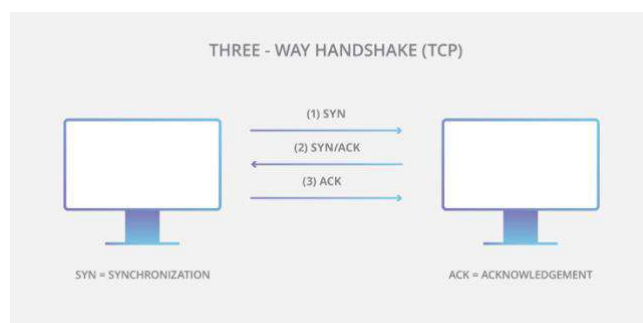 THREE - WAY HANDSHAKE (TCP)
(1) SYN
(2) SYN/ACK
(3) ACK
SYN = SYNCHRONIZATION
ACK = ACKNOWLEDGEMENT